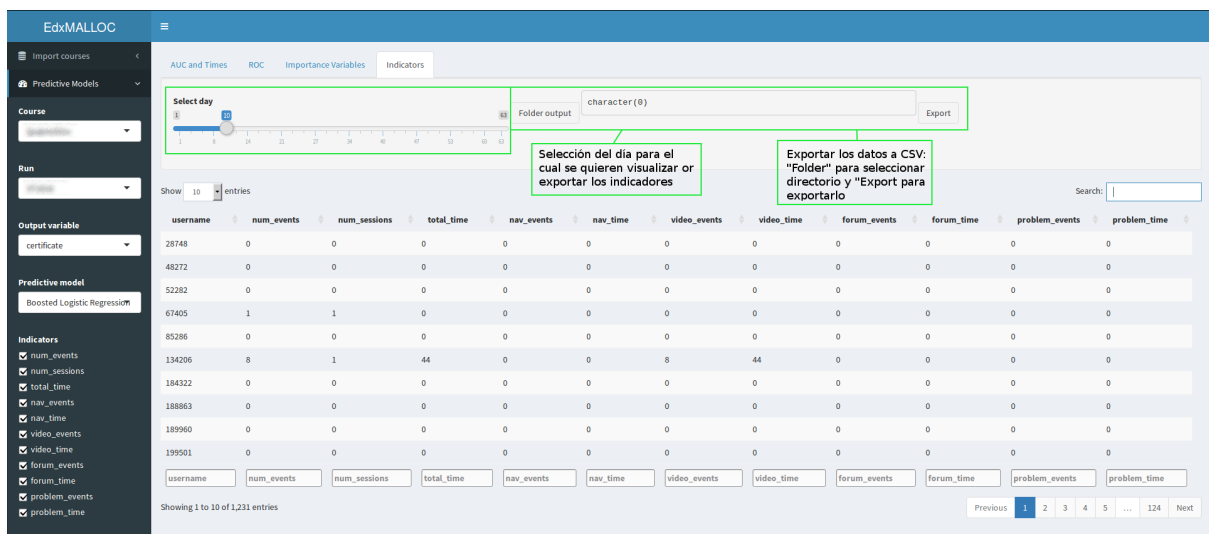 EdxMALLOC
Import courses
Predictive Models
Course
Run
Output variable
certificate
Predictive model
Boosted Logistic Regression
Indicators
num_events
num_sessions
total_time
nav_events
nav_time
video_events
video_time
forum_events
forum_time
problem_events
problem_time
AUC and Times ROC Importance Variables Indicators
Select day
1 10 63
1 8 14 21 27 34 40 47 53 60 63
Folder output
character(0)
Export
Selección del día para el
cual se quieren visualizar or
exportar los indicadores
Exportar los datos a CSV:
"Folder" para seleccionar
directorio y "Export para
exportarlo
Show 10 entries
Search:
username num_events num_sessions total_time nav_events nav_time video_events video_time forum_events forum_time problem_events problem_time
28748 0 0 0 0 0 0 0 0 0 0 0
48272 0 0 0 0 0 0 0 0 0 0 0
52282 0 0 0 0 0 0 0 0 0 0 0
67405 1 1 0 0 0 0 0 0 0 0 0
85286 0 0 0 0 0 0 0 0 0 0 0
134206 8 1 44 0 0 8 44 0 0 0 0
184322 0 0 0 0 0 0 0 0 0 0 0
188863 0 0 0 0 0 0 0 0 0 0 0
189960 0 0 0 0 0 0 0 0 0 0 0
199501 0 0 0 0 0 0 0 0 0 0 0
username num_events num_sessions total_time nav_events nav_time video_events video_time forum_events forum_time problem_events problem_time
Showing 1 to 10 of 1,231 entries
Previous 1 2 3 4 5 ... 124 Next